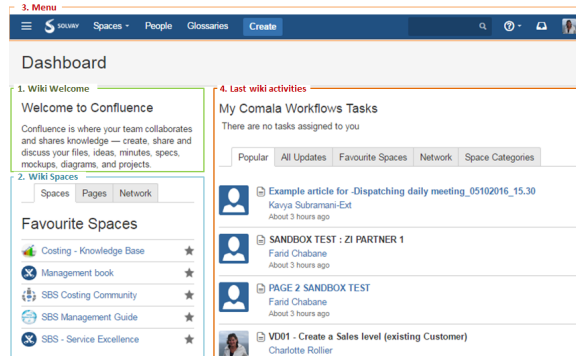 3. Menu
SOLVAY Spaces People Glossaries Create
Dashboard
1. Wiki Welcome
Welcome to Confluence
Confluence is where your team collaborates
and shares knowledge — create, share and
discuss your files, ideas, minutes, specs,
mockups, diagrams, and projects.
2. Wiki Spaces
Spaces Pages Network
Favourite Spaces
Costing - Knowledge Base
Management book
SBS Costing Community
SBS Management Guide
SBS - Service Excellence
4. Last wiki activities
My Comala Workflows Tasks
There are no tasks assigned to you
Popular All Updates Favourite Spaces Network Space Categories
Example article for -Dispatching daily meeting_05102016_15.30
Kavya Subramani-Ext
About 3 hours ago
SANDBOX TEST : ZI PARTNER 1
Farid Chabane
About 3 hours ago
PAGE 2 SANDBOX TEST
Farid Chabane
About 3 hours ago
VD01 - Create a Sales level (existing Customer)
Charlotte Rollier